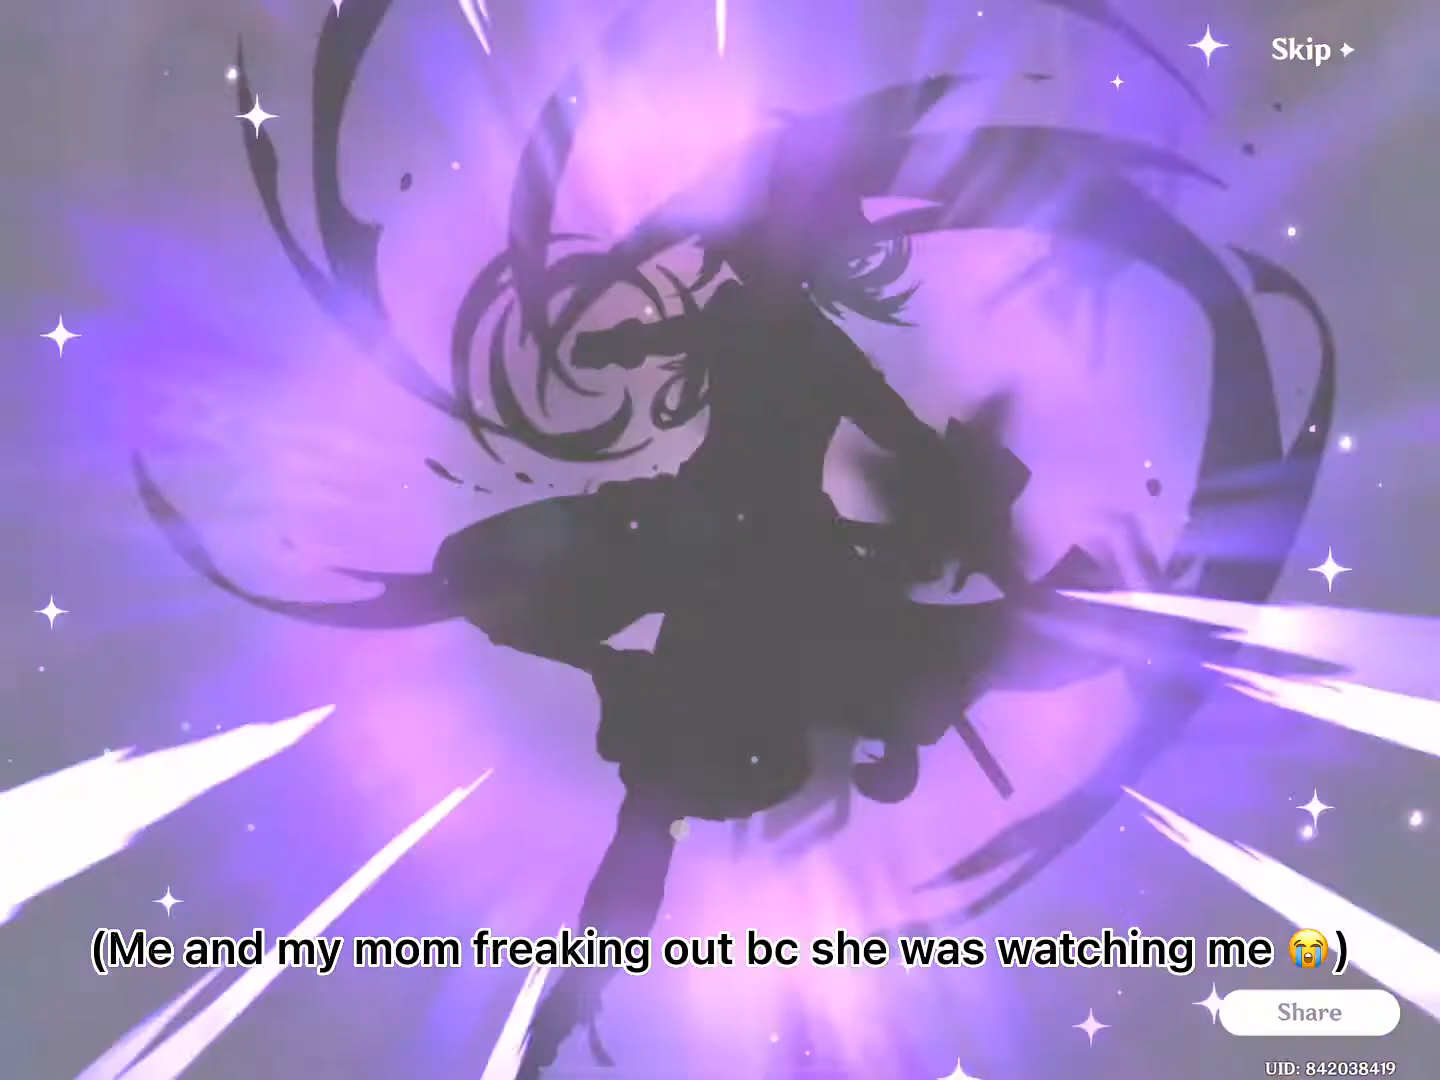 Skip
(Me and my mom freaking out bc she was watching me 😭)
Share
UID: 842038419